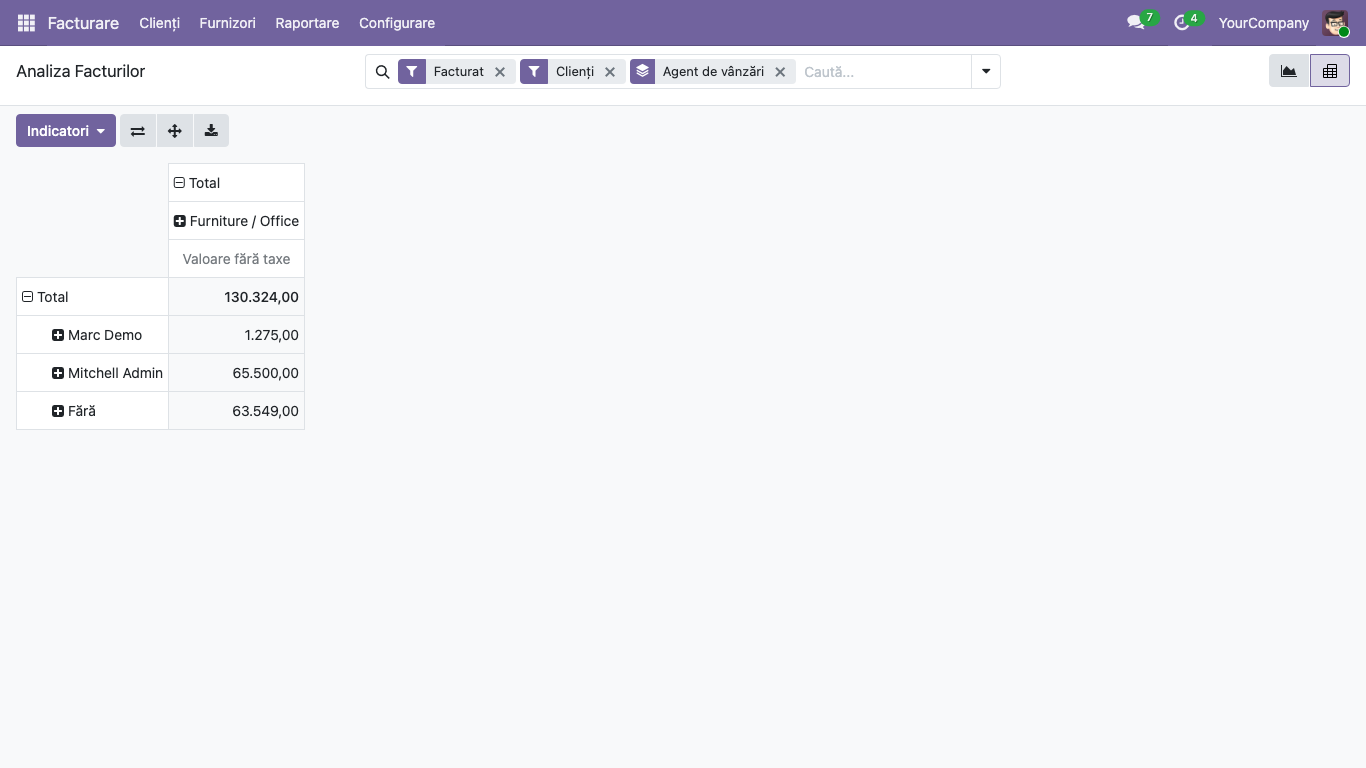 Facturare Clienți Furnizori Raportare Configurare 7 4 YourCompany
Analiza Facturilor Facturat Clienți Agent de vânzări Caută...
Indicatori
Total
Furniture / Office
Valoare fără taxe
Total 130.324,00
Marc Demo 1.275,00
Mitchell Admin 65.500,00
Fără 63.549,00